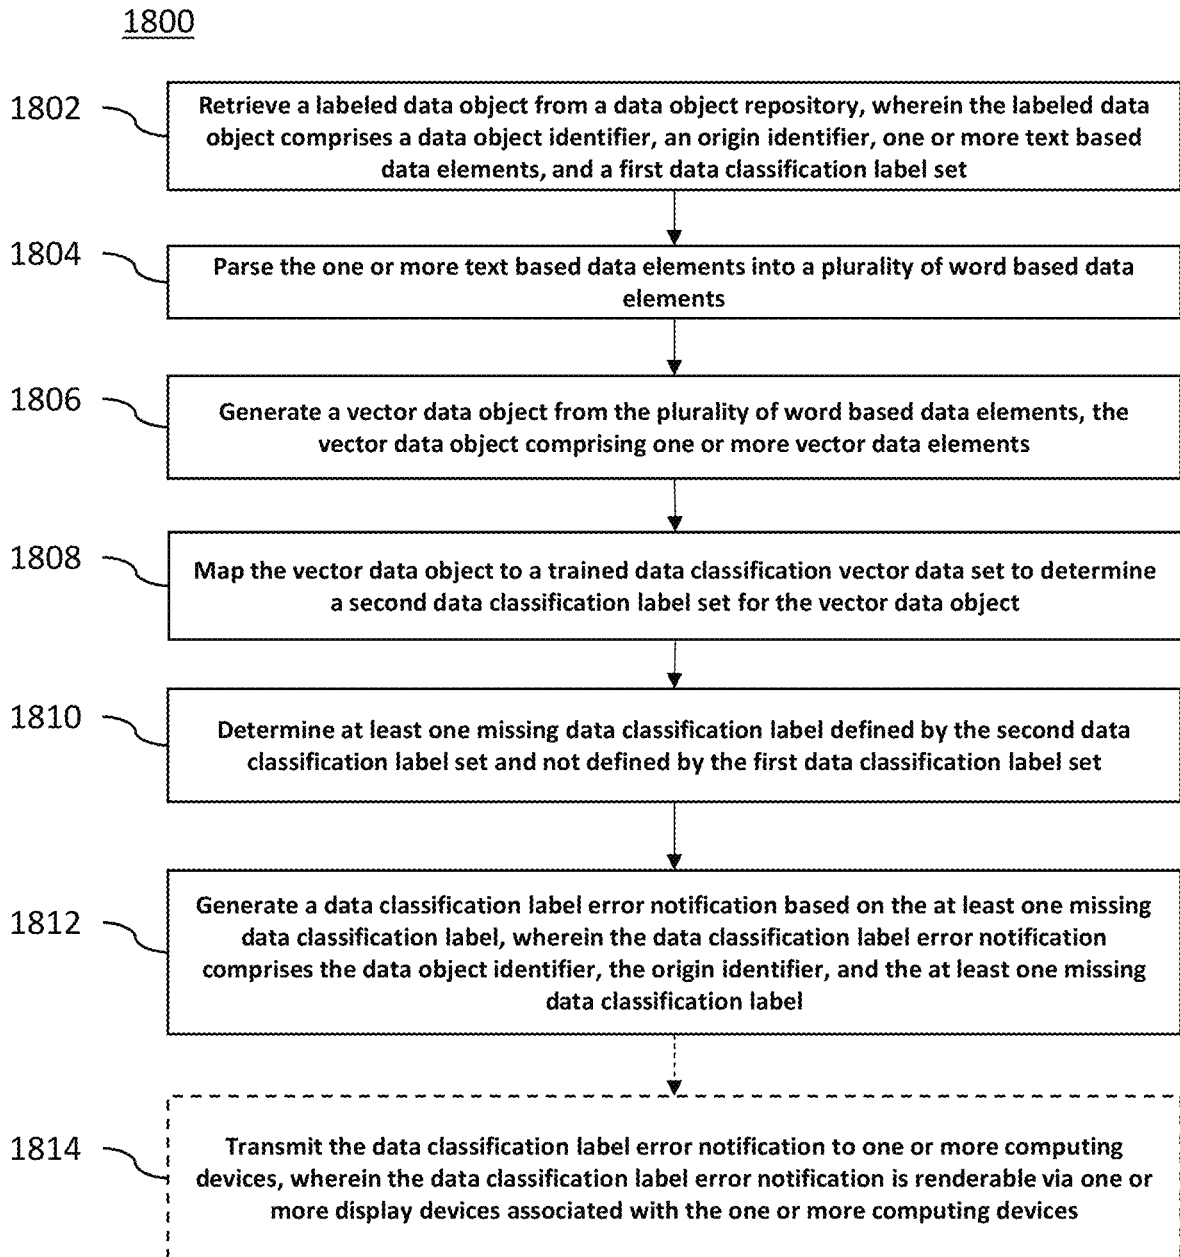 1800
1802
Retrieve a labeled data object from a data object repository, wherein the labeled data
object comprises a data object identifier, an origin identifier, one or more text based
data elements, and a first data classification label set
1804
Parse the one or more text based data elements into a plurality of word based data
elements
1806
Generate a vector data object from the plurality of word based data elements, the
vector data object comprising one or more vector data elements
1808
Map the vector data object to a trained data classification vector data set to determine
a second data classification label set for the vector data object
1810
Determine at least one missing data classification label defined by the second data
classification label set and not defined by the first data classification label set
1812
Generate a data classification label error notification based on the at least one missing
data classification label, wherein the data classification label error notification
comprises the data object identifier, the origin identifier, and the at least one missing
data classification label
1814
Transmit the data classification label error notification to one or more computing
devices, wherein the data classification label error notification is renderable via one or
more display devices associated with the one or more computing devices